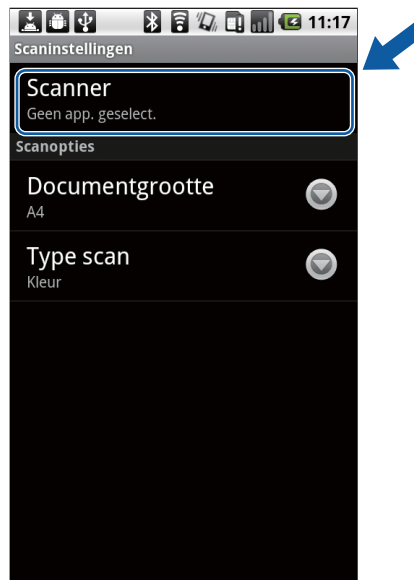 11:17
Scaninstellingen
Scanner
Geen app. geselect.
Scanopties
Documentgrootte
A4
Type scan
Kleur